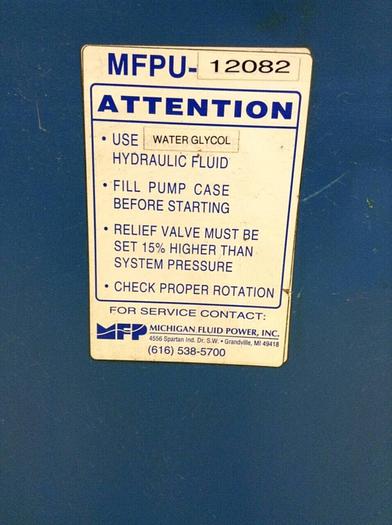 MFPU- 12082
ATTENTION
• USE WATER GLYCOL
HYDRAULIC FLUID
• FILL PUMP CASE
BEFORE STARTING
• RELIEF VALVE MUST BE
SET 15% HIGHER THAN
SYSTEM PRESSURE
• CHECK PROPER ROTATION
FOR SERVICE CONTACT:
MFP MICHIGAN FLUID POWER, INC.
4556 Spartan Ind. Dr. S.W. • Grandville, MI 49418
(616) 538-5700